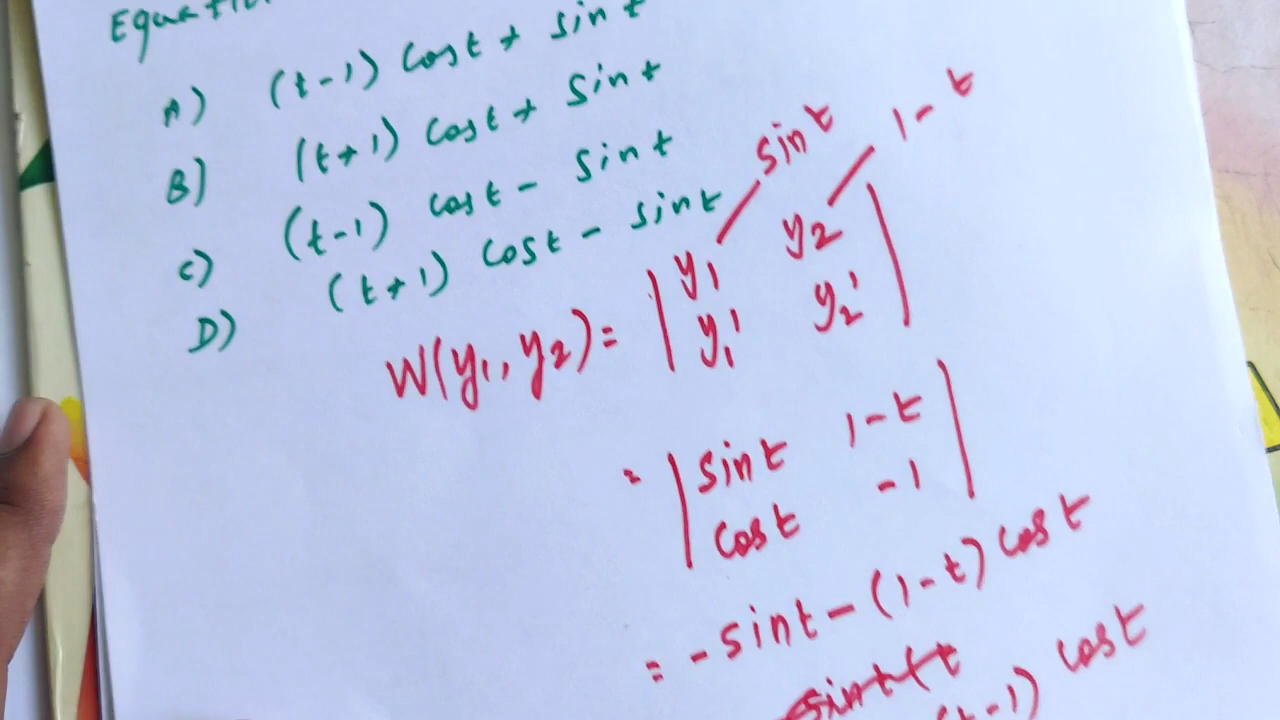 A) (t-1) cost + sint
B) (t+1) cost + sint
C) (t-1) cost - sint
D) (t+1) cost - sint
sint 1-t
W(y1, y2) = | y1 y2 |
y1' y2'
= | sint 1-t |
cost -1
= -sint - (1-t) cost
(t-1) cost